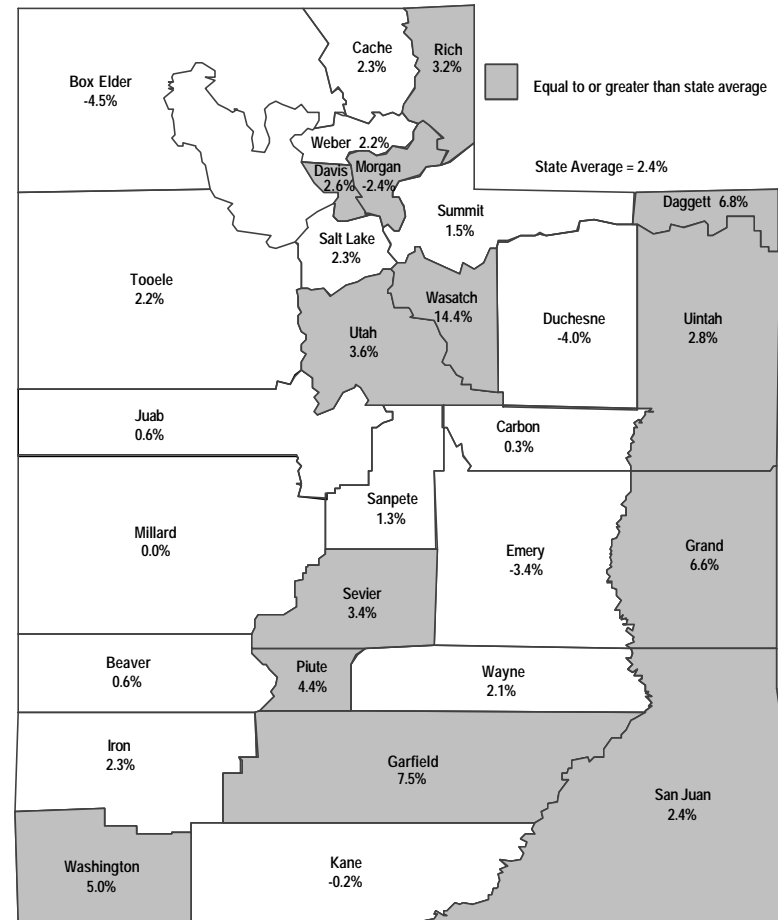 Cache
2.3%
Rich
3.2%
Box Elder
-4.5%
Equal to or greater than state average
Weber 2.2%
Davis
2.6%
Morgan
-2.4%
State Average = 2.4%
Daggett 6.8%
Summit
1.5%
Salt Lake
2.3%
Tooele
2.2%
Wasatch
14.4%
Utah
3.6%
Duchesne
-4.0%
Uintah
2.8%
Juab
0.6%
Carbon
0.3%
Sanpete
1.3%
Millard
0.0%
Emery
-3.4%
Grand
6.6%
Sevier
3.4%
Beaver
0.6%
Piute
4.4%
Wayne
2.1%
Iron
2.3%
Garfield
7.5%
San Juan
2.4%
Washington
5.0%
Kane
-0.2%